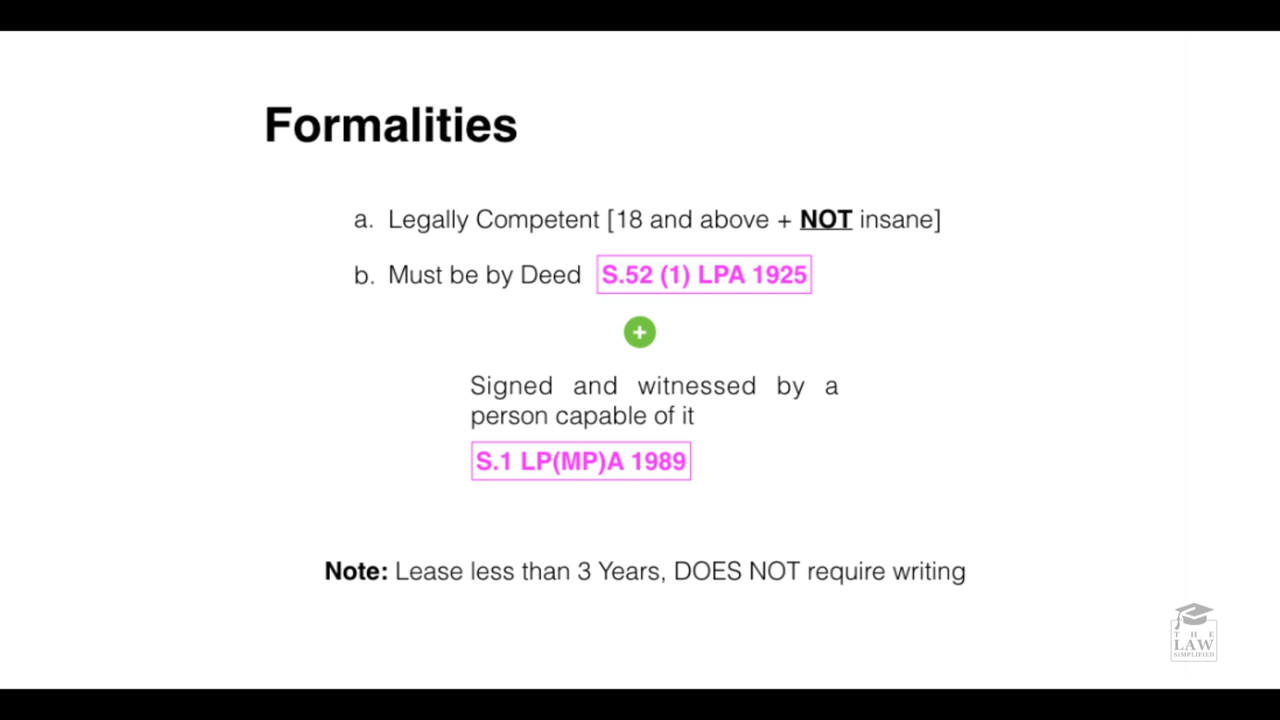 Formalities
a. Legally Competent [18 and above + NOT insane]
b. Must be by Deed S.52 (1) LPA 1925
+
Signed and witnessed by a
person capable of it
S.1 LP(MP)A 1989
Note: Lease less than 3 Years, DOES NOT require writing
THE
LAW
SIMPLIFIED